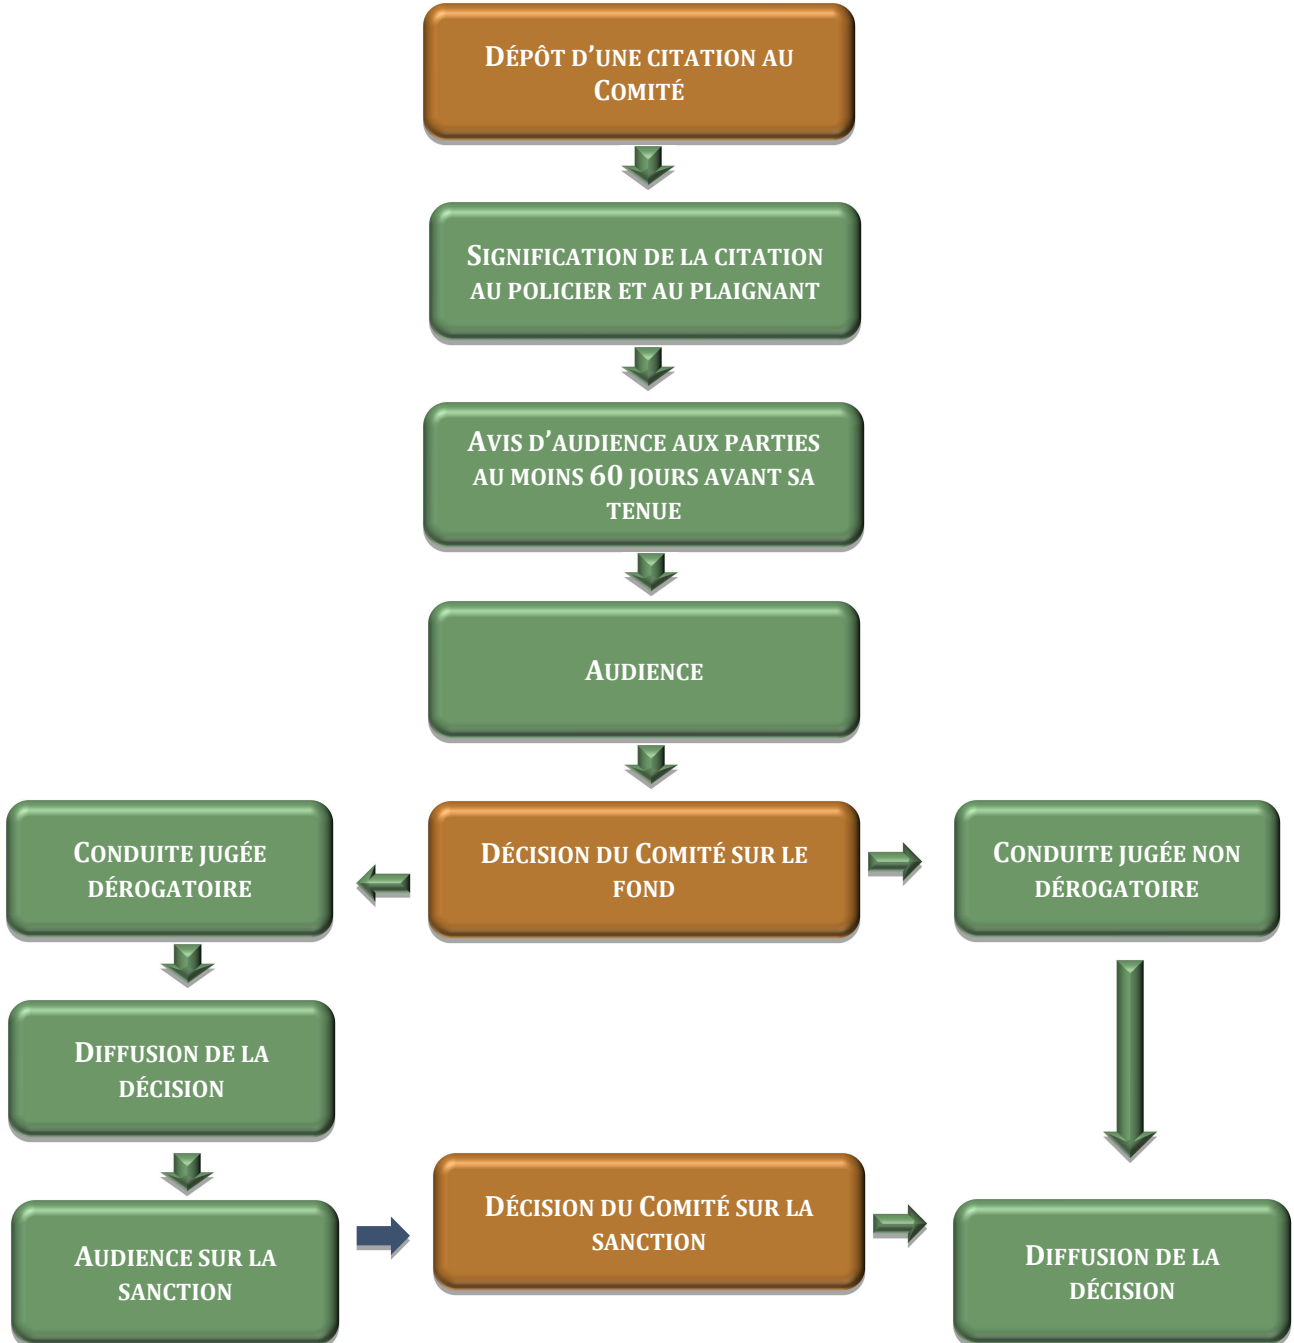 DÉPÔT D’UNE CITATION AU
COMITÉ
SIGNIFICATION DE LA CITATION
AU POLICIER ET AU PLAIGNANT
AVIS D’AUDIENCE AUX PARTIES
AU MOINS 60 JOURS AVANT SA
TENUE
AUDIENCE
CONDUITE JUGÉE
DÉROGATOIRE
DÉCISION DU COMITÉ SUR LE
FOND
CONDUITE JUGÉE NON
DÉROGATOIRE
DIFFUSION DE LA
DÉCISION
AUDIENCE SUR LA
SANCTION
DÉCISION DU COMITÉ SUR LA
SANCTION
DIFFUSION DE LA
DÉCISION